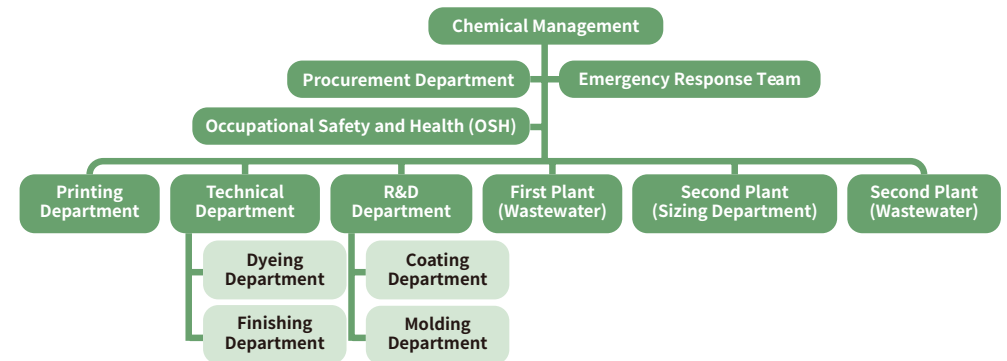 Chemical Management
Procurement Department
Emergency Response Team
Occupational Safety and Health (OSH)
Printing
Department
Technical
Department
R&D
Department
First Plant
(Wastewater)
Second Plant
(Sizing Department)
Second Plant
(Wastewater)
Dyeing
Department
Coating
Department
Finishing
Department
Molding
Department